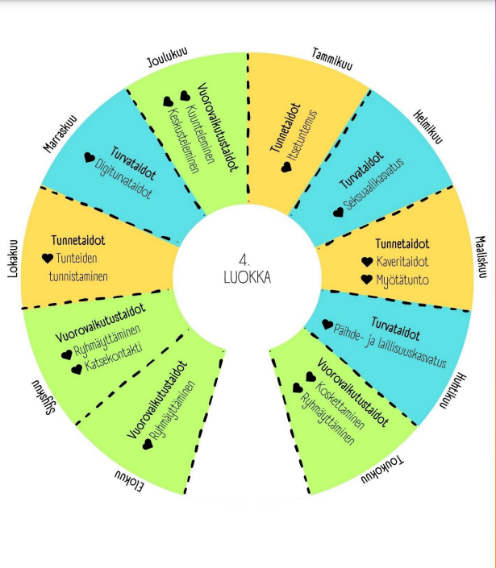 4.
LUOKKA
Elokuu
Vuorovaikutustaidot
Ryhmäyttäminen
Syyskuu
Vuorovaikutustaidot
Ryhmäyttäminen
Katsekontakti
Lokakuu
Tunnetaidot
Tunteiden
tunnistaminen
Marraskuu
Turvataidot
Digiturvataidot
Joulukuu
Vuorovaikutustaidot
Kuunteleminen
Keskusteleminen
Tammikuu
Tunnetaidot
Itsetuntemus
Helmikuu
Turvataidot
Seksuaalikasvatus
Maaliskuu
Tunnetaidot
Kaveritaidot
Myötätunto
Huhtikuu
Turvataidot
Päihde- ja laillisuuskasvatus
Toukokuu
Vuorovaikutustaidot
Koskettaminen
Ryhmäyttäminen